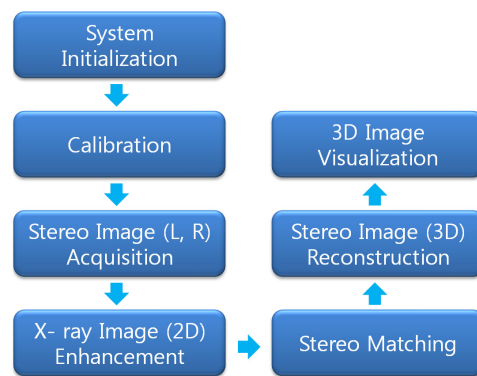 System
Initialization
Calibration
Stereo Image (L, R)
Acquisition
X- ray Image (2D)
Enhancement
Stereo Matching
Stereo Image (3D)
Reconstruction
3D Image
Visualization